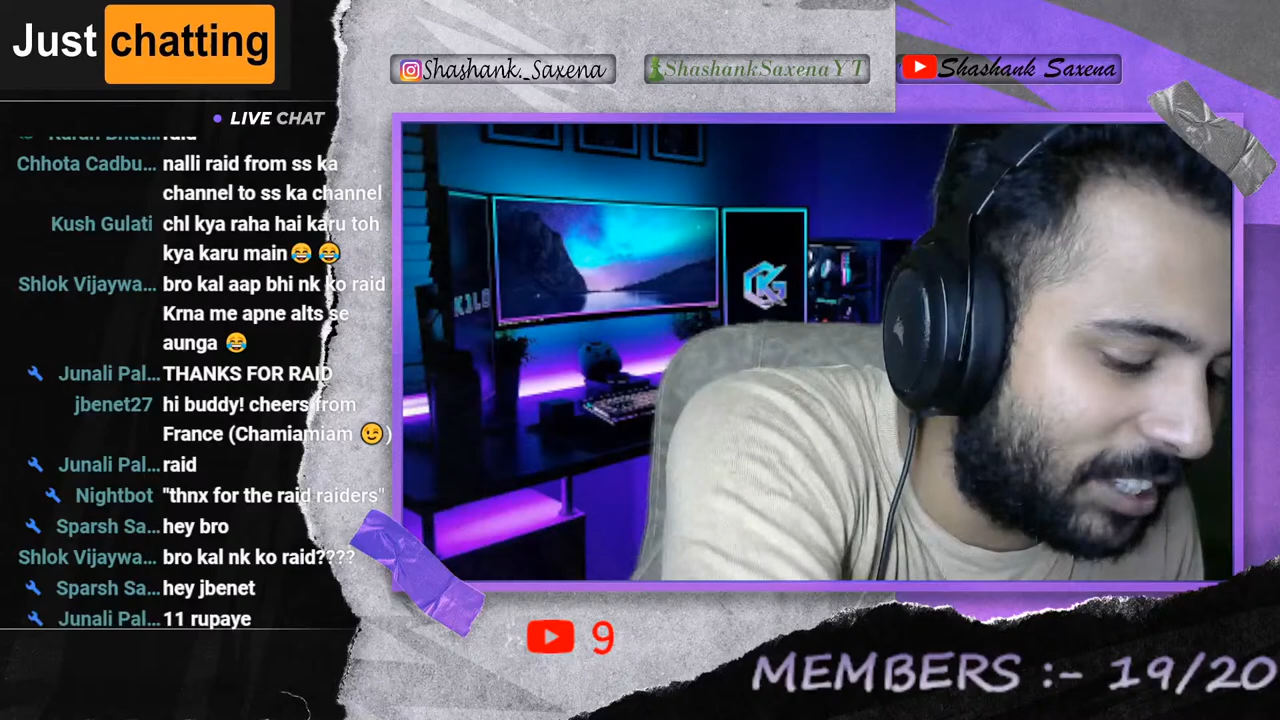 Just chatting
Shashank._Saxena
ShashankSaxenaYT
Shashank Saxena
LIVE CHAT
raid
Chhota Cadbu... nalli raid from ss ka
channel to ss ka channel
Kush Gulati chl kya raha hai karu toh
kya karu main😂😂
Shlok Vijaywa... bro kal aap bhi nk ko raid
Krna me apne alts se
aunga 😂
Junali Pal... THANKS FOR RAID
jbenet27 hi buddy! cheers from
France (Chamiamiam 😉)
Junali Pal... raid
Nightbot "thnx for the raid raiders"
Sparsh Sa... hey bro
Shlok Vijaywa... bro kal nk ko raid????
Sparsh Sa... hey jbenet
Junali Pal... 11 rupaye
9
MEMBERS :- 19/20